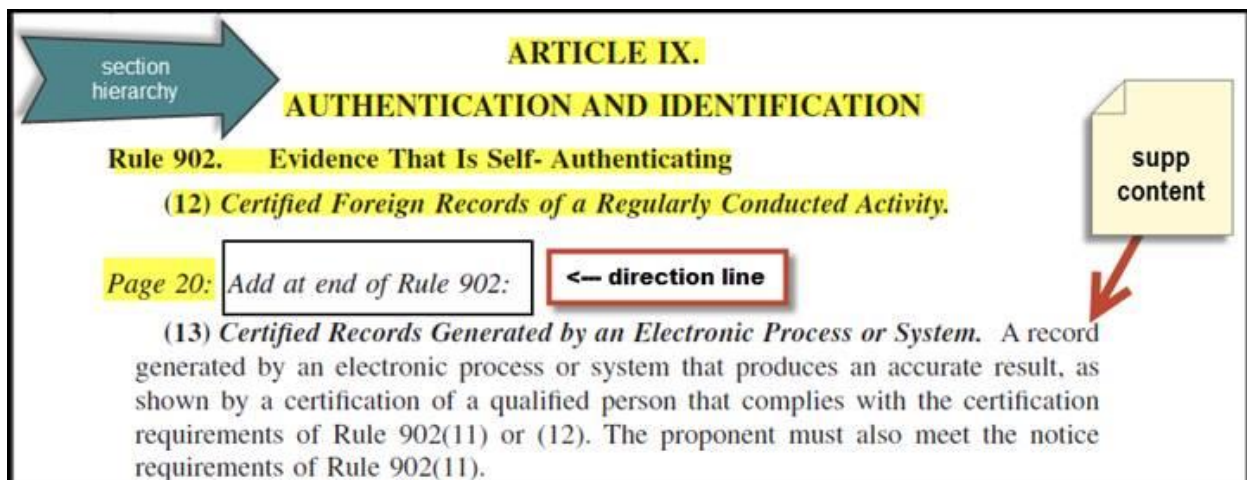 section
hierarchy
ARTICLE IX.
AUTHENTICATION AND IDENTIFICATION
Rule 902. Evidence That Is Self- Authenticating
(12) Certified Foreign Records of a Regularly Conducted Activity.
supp
content
Page 20: Add at end of Rule 902: <--- direction line
(13) Certified Records Generated by an Electronic Process or System. A record
generated by an electronic process or system that produces an accurate result, as
shown by a certification of a qualified person that complies with the certification
requirements of Rule 902(11) or (12). The proponent must also meet the notice
requirements of Rule 902(11).